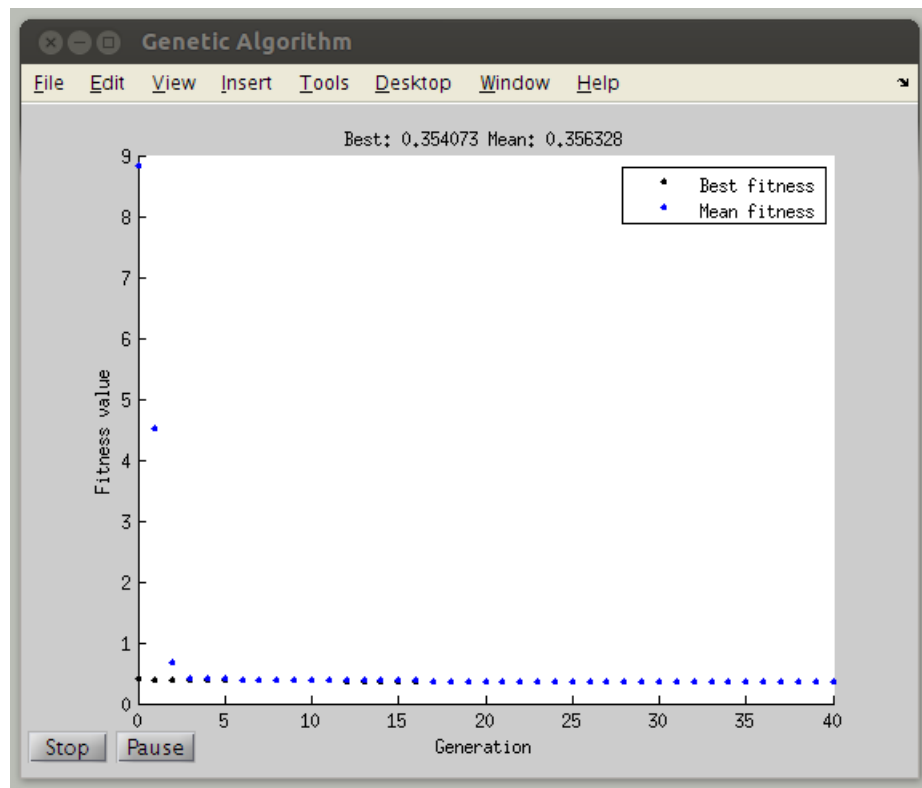 Genetic Algorithm
File Edit View Insert Tools Desktop Window Help
Best: 0.354073 Mean: 0.356328
Best fitness
Mean fitness
9
8
7
6
5
4
3
2
1
0
Fitness value
0 5 10 15 20 25 30 35 40
Generation
Stop Pause